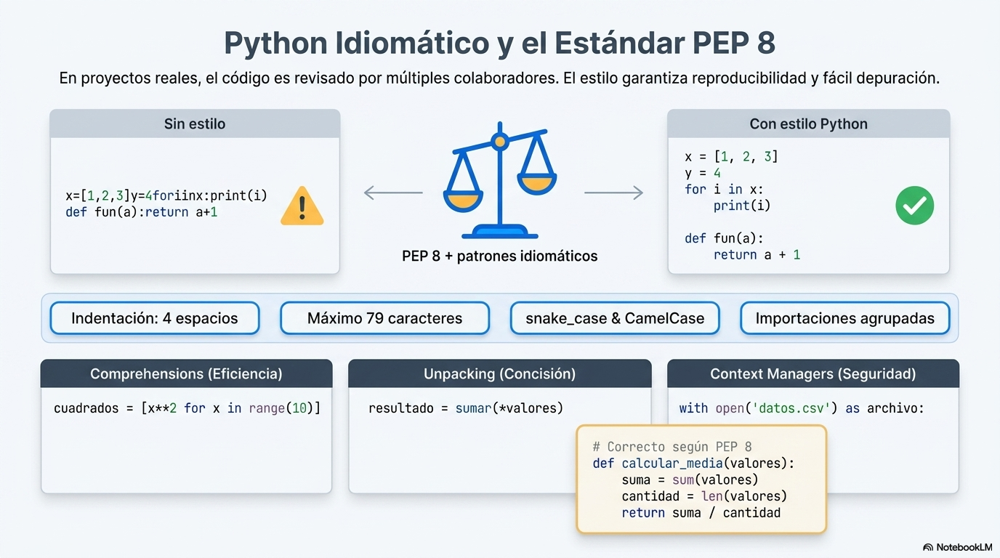 Python Idiomático y el Estándar PEP 8
En proyectos reales, el código es revisado por múltiples colaboradores. El estilo garantiza reproducibilidad y fácil depuración.
Sin estilo
x=[1,2,3]y=4foriinx:print(i)
def fun(a):return a+1
PEP 8 + patrones idiomáticos
Con estilo Python
x = [1, 2, 3]
y = 4
for i in x:
    print(i)
def fun(a):
    return a + 1
Indentación: 4 espacios
Máximo 79 caracteres
snake_case & CamelCase
Importaciones agrupadas
Comprehensions (Eficiencia)
cuadrados = [x**2 for x in range(10)]
Unpacking (Concisión)
resultado = sumar(*valores)
Context Managers (Seguridad)
with open('datos.csv') as archivo:
# Correcto según PEP 8
def calcular_media(valores):
    suma = sum(valores)
    cantidad = len(valores)
    return suma / cantidad
NotebookLM